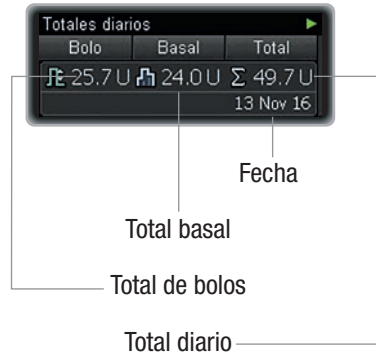 Totales diarios
Bolo Basal Total
25.7 U 24.0 U Σ 49.7 U
13 Nov 16
Fecha
Total basal
Total de bolos
Total diario